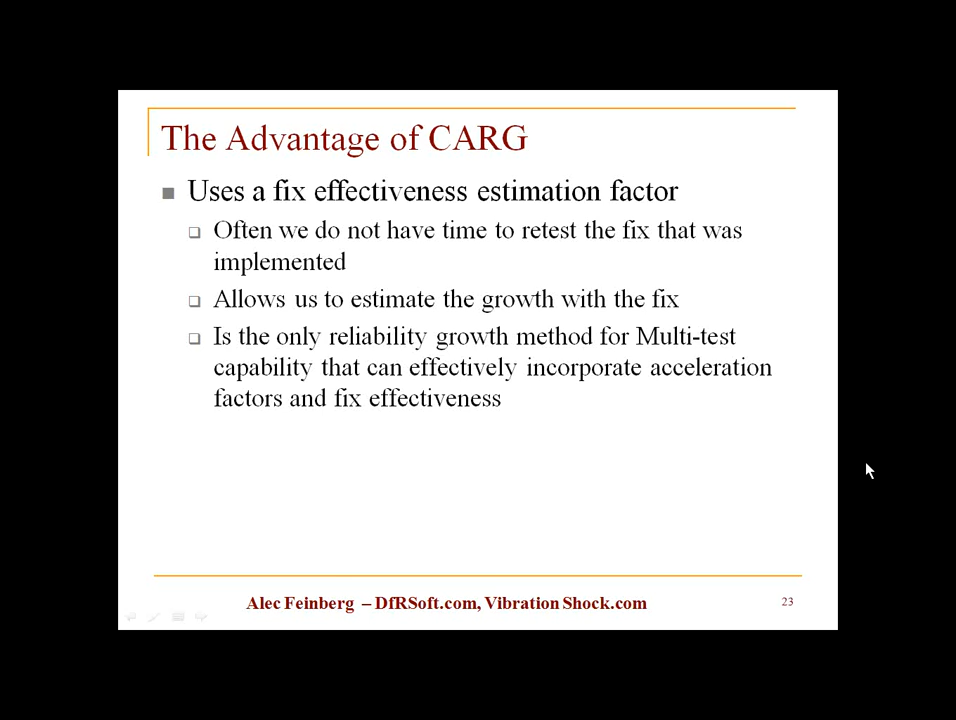 The Advantage of CARG
Uses a fix effectiveness estimation factor
Often we do not have time to retest the fix that was
implemented
Allows us to estimate the growth with the fix
Is the only reliability growth method for Multi-test
capability that can effectively incorporate acceleration
factors and fix effectiveness
Alec Feinberg – DfRSoft.com, Vibration Shock.com
23